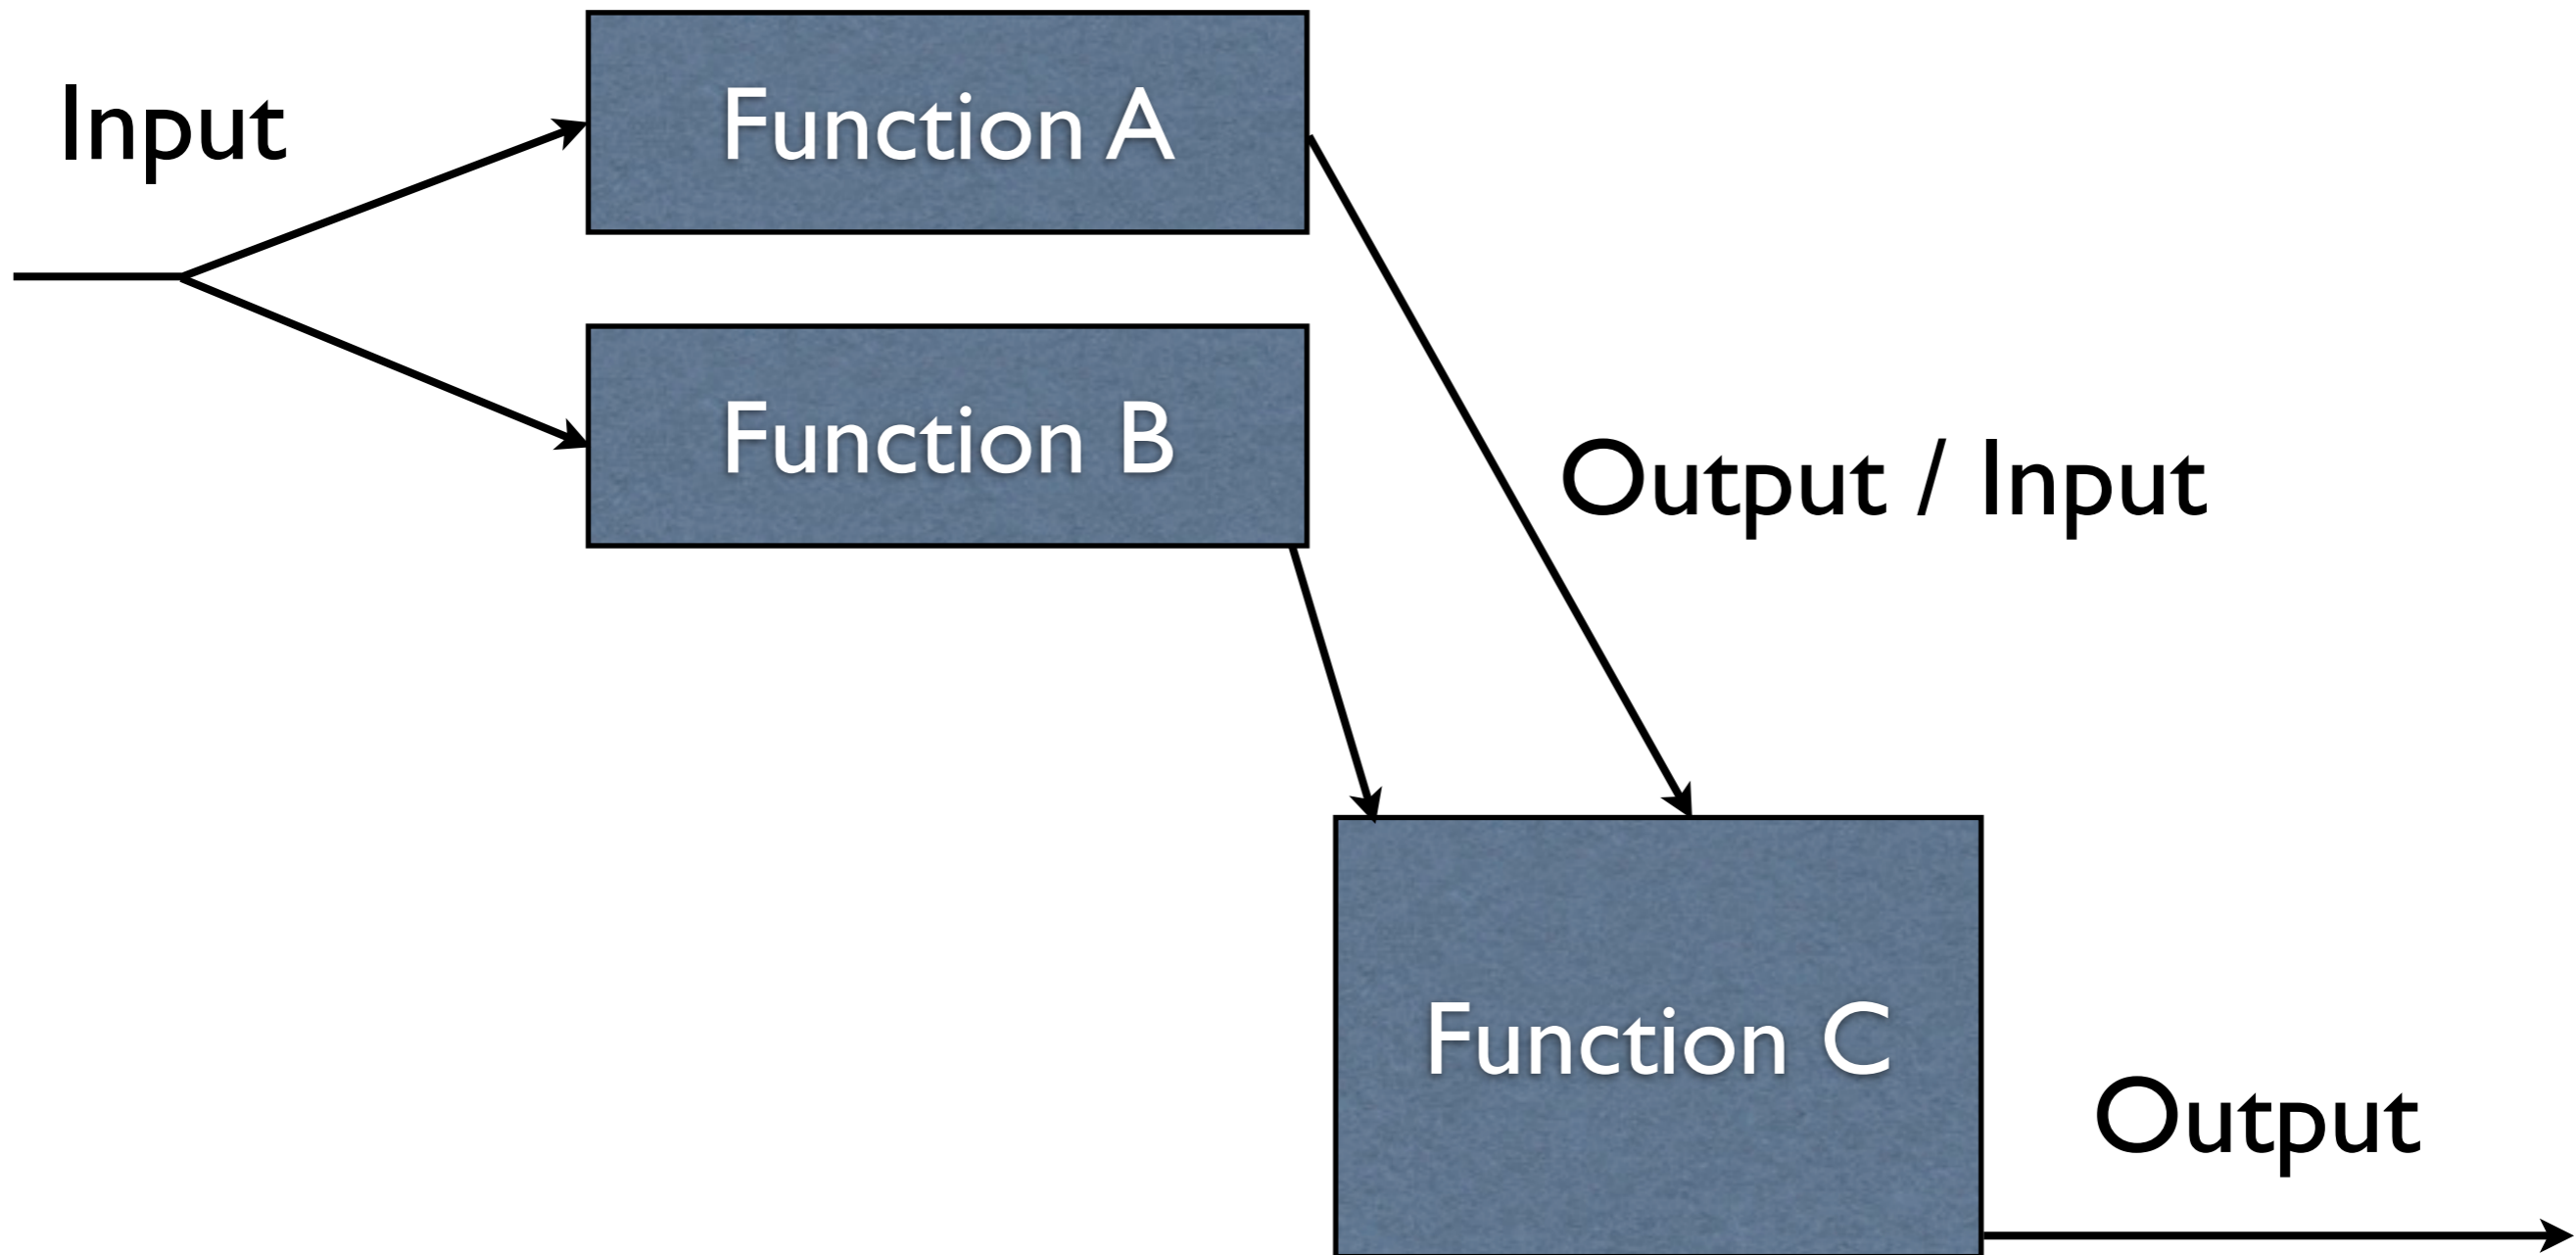 Input
Function A
Function B
Output / Input
Function C
Output